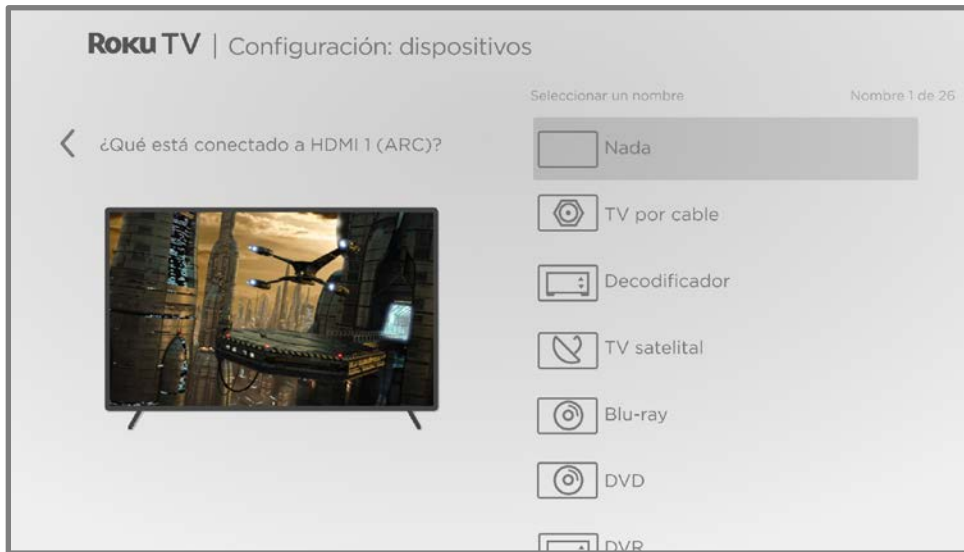 Roku TV | Configuración: dispositivos
Seleccionar un nombre
Nombre 1 de 26
¿Qué está conectado a HDMI 1 (ARC)?
Nada
TV por cable
Decodificador
TV satelital
Blu-ray
DVD
DVR